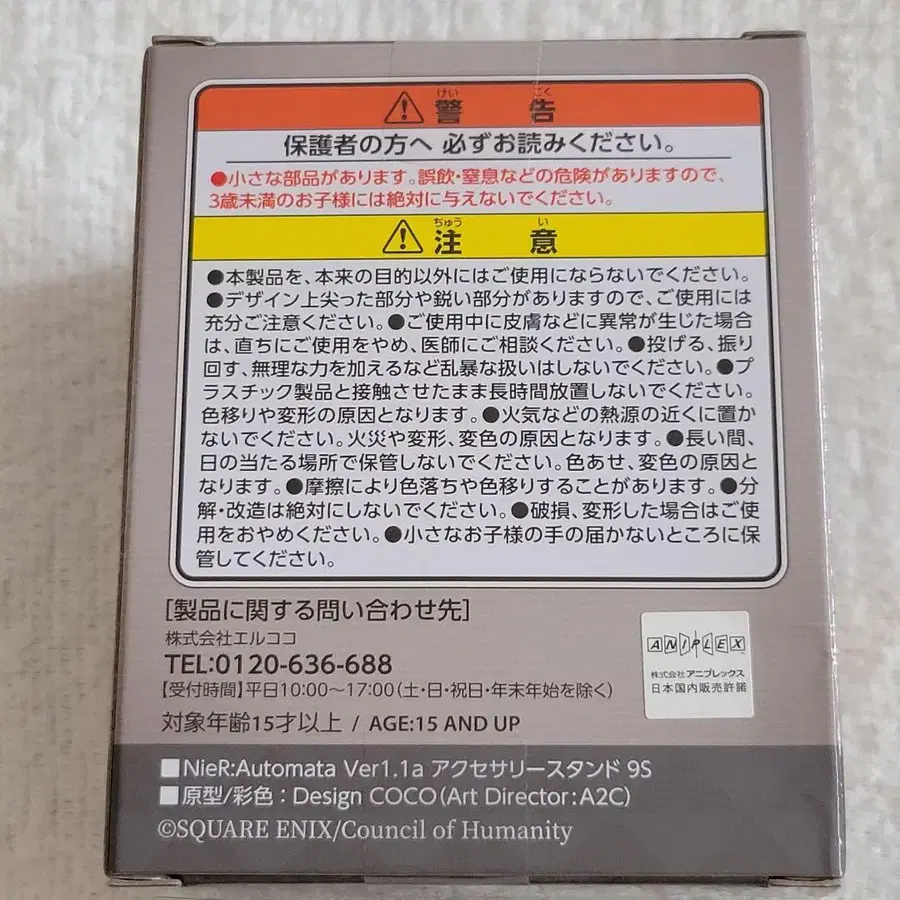 けい こく
警 告
保護者の方へ 必ずお読みください。
●小さな部品があります。誤飲・窒息などの危険がありますので、
3歳未満のお子様には絶対に与えないでください。
ちゅう い
注 意
●本製品を、本来の目的以外にはご使用にならないでください。
●デザイン上尖った部分や鋭い部分がありますので、ご使用には
充分ご注意ください。●ご使用中に皮膚などに異常が生じた場合
は、直ちにご使用をやめ、医師にご相談ください。●投げる、振り
回す、無理な力を加えるなど乱暴な扱いはしないでください。●プ
ラスチック製品と接触させたまま長時間放置しないでください。
色移りや変形の原因となります。●火気などの熱源の近くに置か
ないでください。火災や変形、変色の原因となります。●長い間、
日の当たる場所で保管しないでください。色あせ、変色の原因と
なります。●摩擦により色落ちや色移りすることがあります。●分
解・改造は絶対にしないでください。●破損、変形した場合はご使
用をおやめください。●小さなお子様の手の届かないところに保
管してください。
[製品に関する問い合わせ先]
株式会社エルココ
TEL:0120-636-688
【受付時間】平日10:00～17:00(土・日・祝日・年末年始を除く)
対象年齢15才以上 / AGE:15 AND UP
ANIPLEX
株式会社 アニプレックス
日本国内販売許諾
■NieR:Automata Ver1.1a アクセサリースタンド 9S
■原型/彩色：Design COCO(Art Director:A2C)
©SQUARE ENIX/Council of Humanity